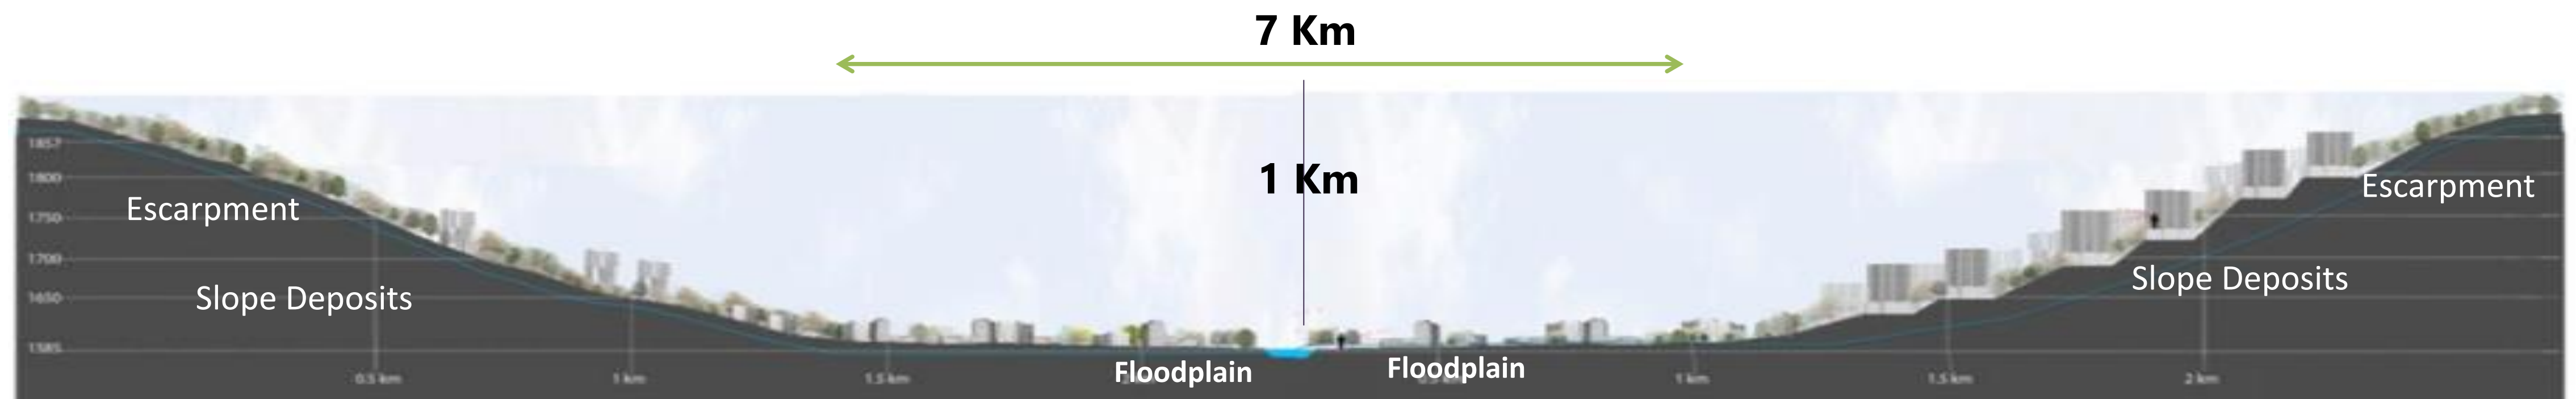 7 Km
1 Km
1857
1800
1750
1700
1650
1585
Escarpment
Slope Deposits
Escarpment
Slope Deposits
Floodplain
Floodplain
0.5 km
1 km
1.5 km
1 km
1.5 km
2 km